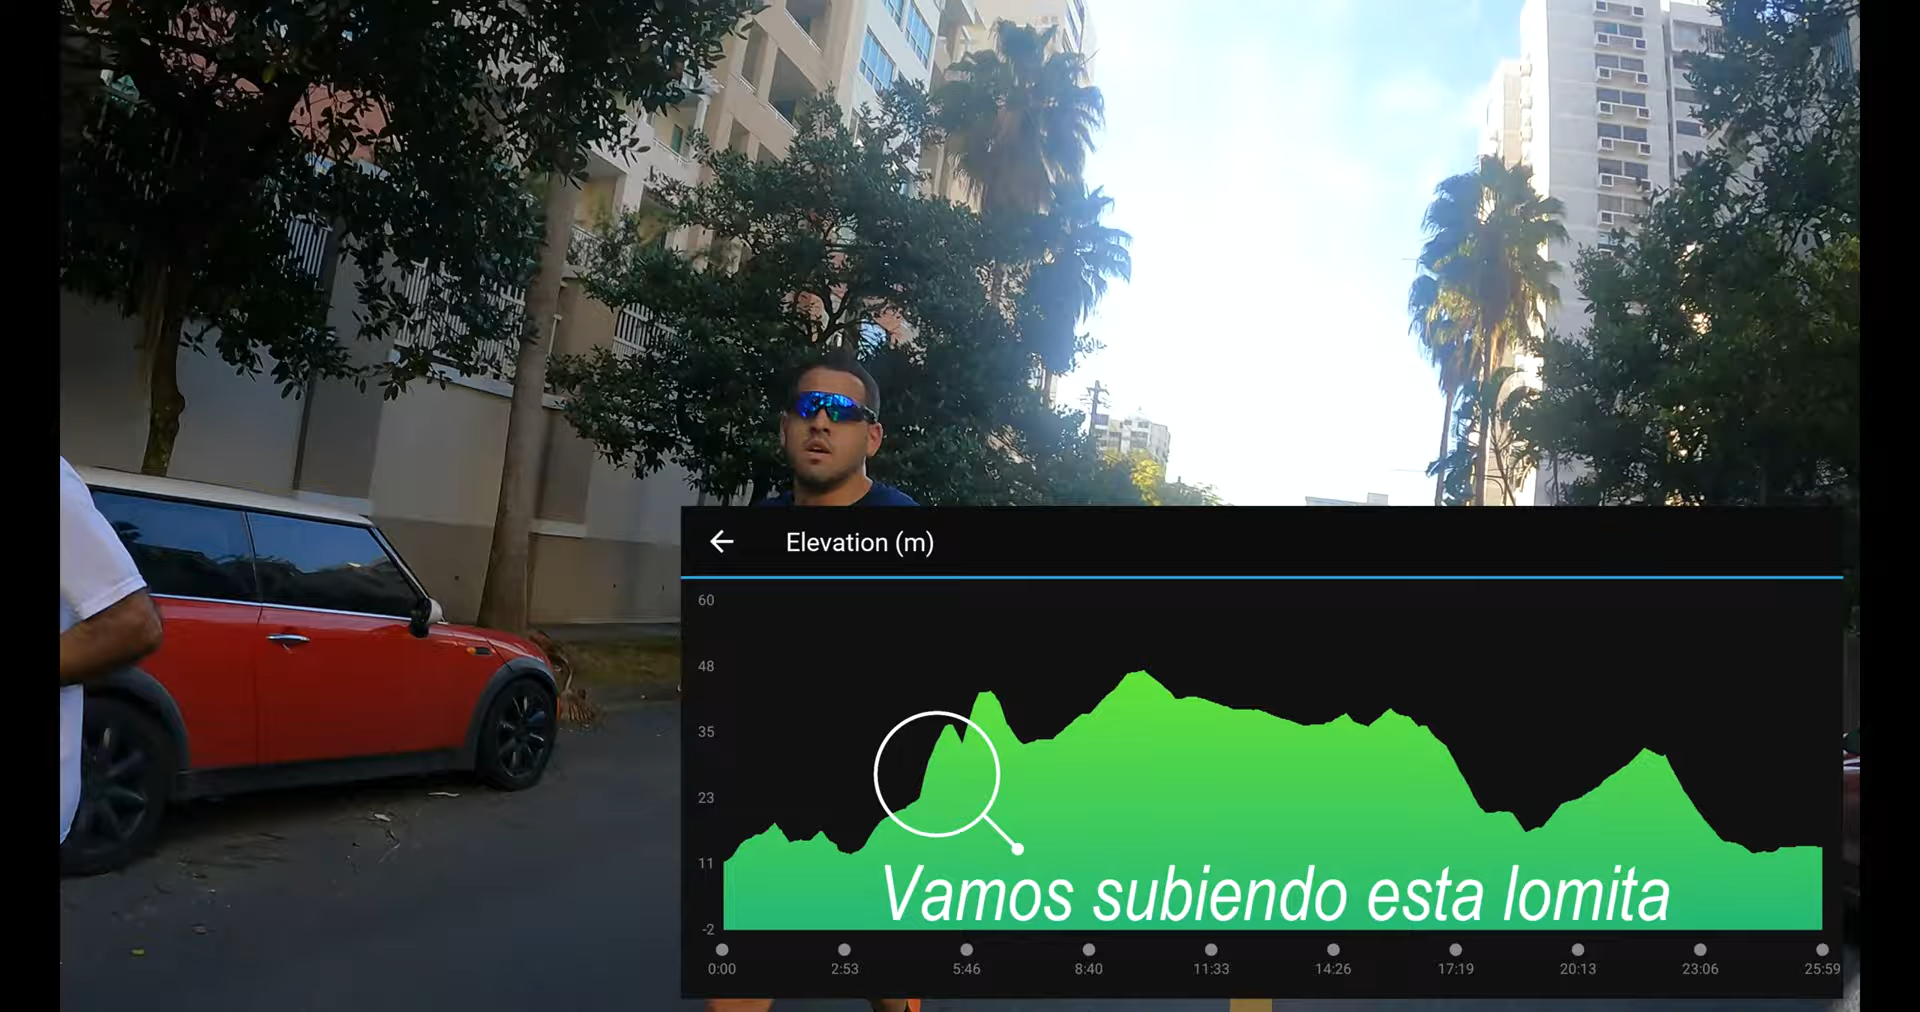 Elevation (m)
60
48
35
23
11
-2
Vamos subiendo esta lomita
0:00 2:53 5:46 8:40 11:33 14:26 17:19 20:13 23:06 25:59